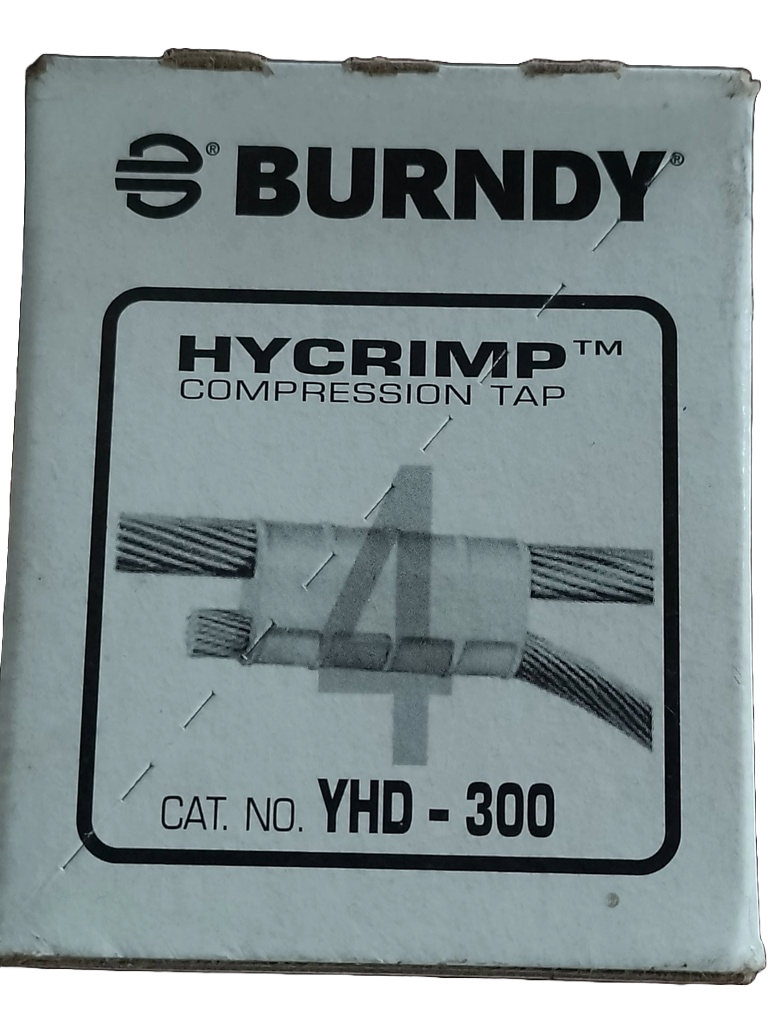 ® BURNDY®
HYCRIMP™
COMPRESSION TAP
4
CAT. NO. YHD - 300